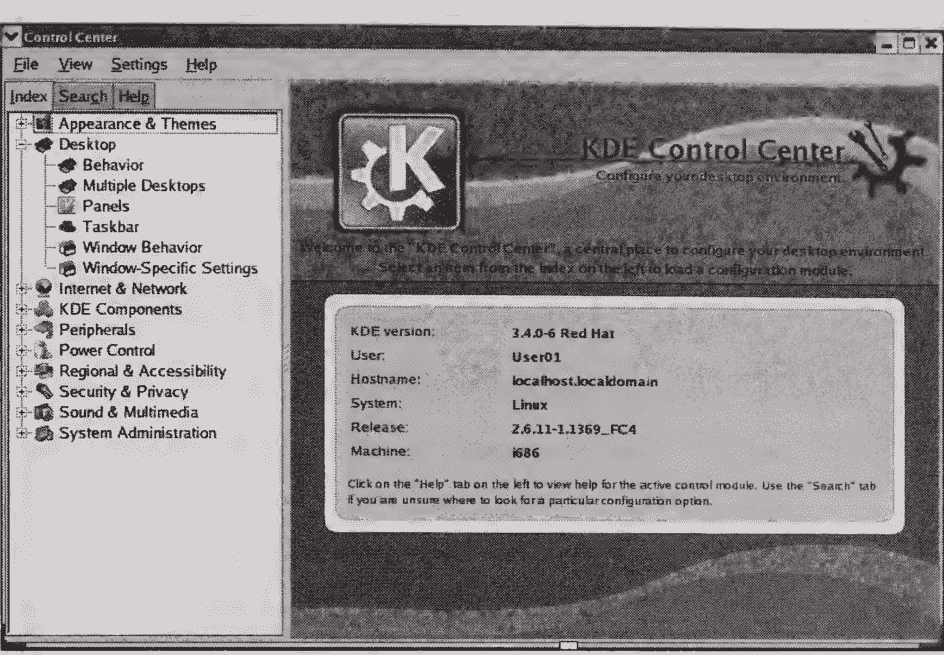 Control Center
File View Settings Help
Index Search Help
Appearance & Themes
Desktop
Behavior
Multiple Desktops
Panels
Taskbar
Window Behavior
Window-Specific Settings
Internet & Network
KDE Components
Peripherals
Power Control
Regional & Accessibility
Security & Privacy
Sound & Multimedia
System Administration
K
KDE Control Center
Configure your desktop environment.
Welcome to the "KDE Control Center", a central place to configure your desktop environment.
Select an item from the index on the left to load a configuration module.
KDE version: 3.4.0-6 Red Hat
User: User01
Hostname: localhost.localdomain
System: Linux
Release: 2.6.11-1.1369_FC4
Machine: i686
Click on the "Help" tab on the left to view help for the active control module. Use the "Search" tab
if you are unsure where to look for a particular configuration option.